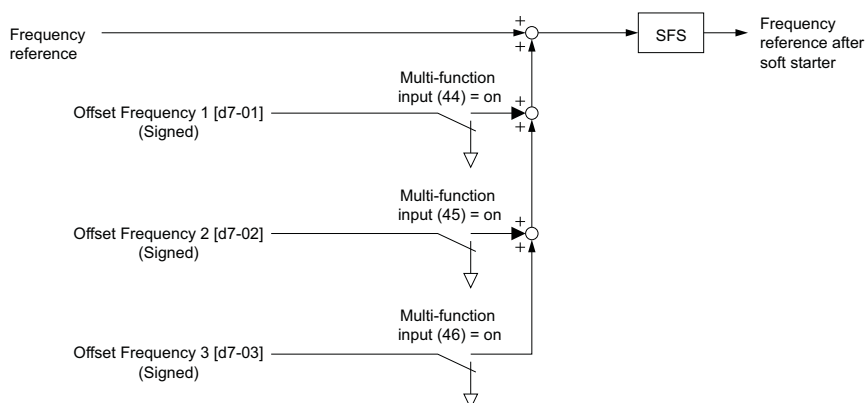 Frequency
reference
+
+
SFS
Frequency
reference after
soft starter
Multi-function
input (44) = on
Offset Frequency 1 [d7-01]
(Signed)
+
+
Multi-function
input (45) = on
Offset Frequency 2 [d7-02]
(Signed)
+
+
Multi-function
input (46) = on
Offset Frequency 3 [d7-03]
(Signed)